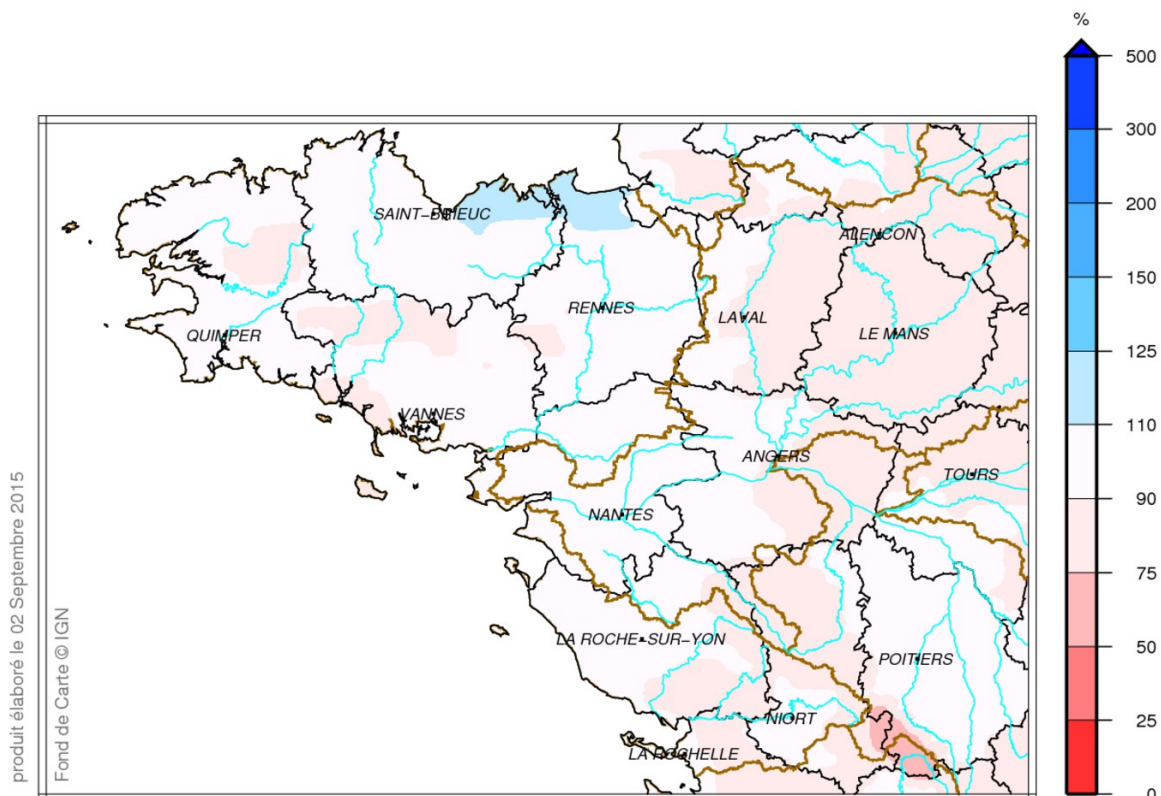 %
500
300
200
150
125
110
90
75
50
25
0
SAINT-BRIEUC
ALENCON
RENNES
LAVAL
LE MANS
QUIMPER
VANNES
ANGERS
TOURS
NANTES
LA ROCHE-SUR-YON
POITIERS
NIORT
LA ROCHELLE
produit élaboré le 02 Septembre 2015
Fond de Carte © IGN